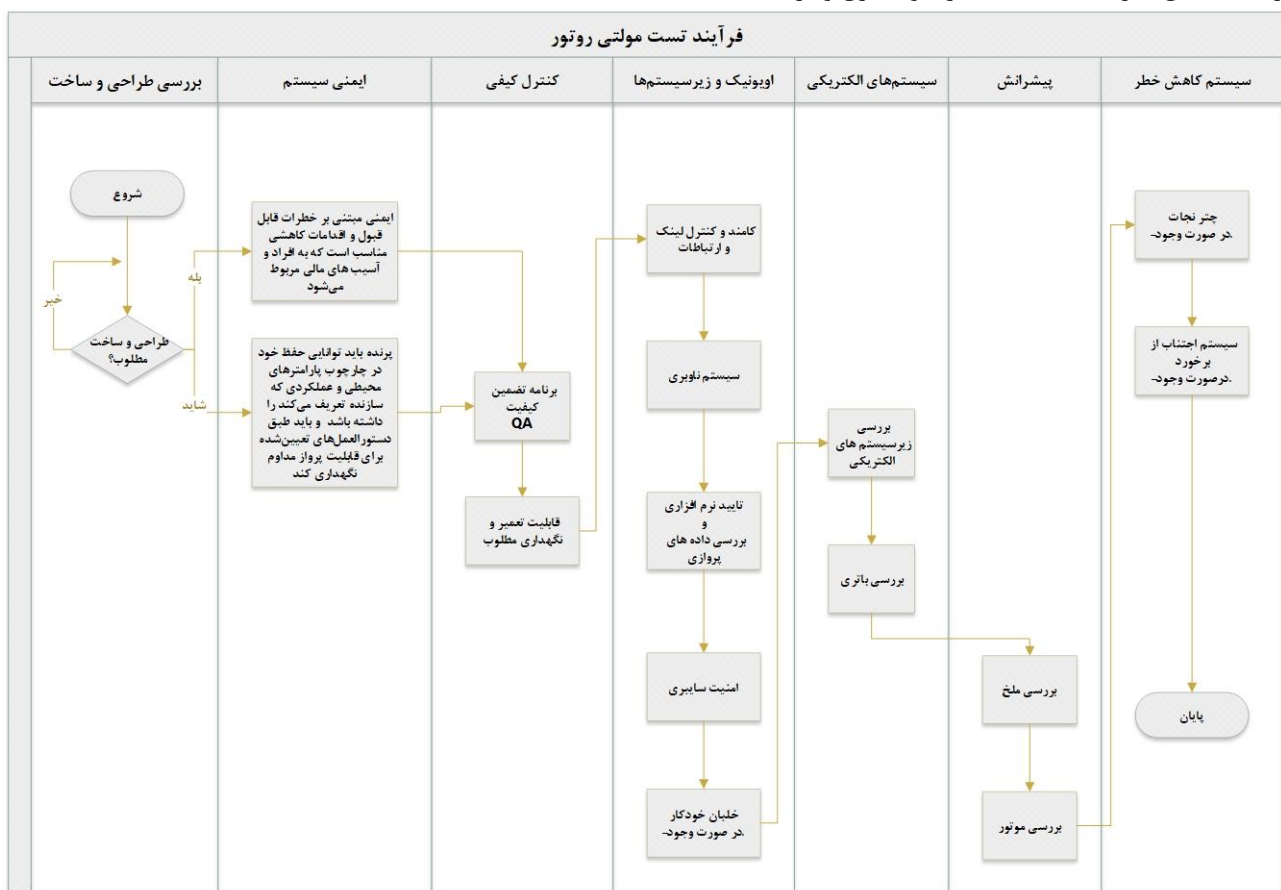 فرآیند تست مولتی روتور
بررسی طراحی و ساخت
ایمنی سیستم
کنترل کیفی
اویونیک و زیرسیستم‌ها
سیستم‌های الکتریکی
پیشرانش
سیستم کاهش خطر
شروع
خیر
بله
طراحی و ساخت
مطلوب؟
شاید
ایمنی مبتنی بر خطرات قابل
قبول و اقدامات کاهشی
مناسب است که به افراد و
آسیب های مالی مربوط
می‌شود
پرنده باید توانایی حفظ خود
در چارچوب پارامترهای
محیطی و عملکردی که
سازنده تعریف می‌کند را
داشته باشد و باید طبق
دستورالعمل‌های تعیین‌شده
برای قابلیت پرواز مداوم
نگهداری کند
برنامه تضمین
کیفیت
QA
قابلیت تعمیر و
نگهداری مطلوب
کامند و کنترل لینک
و ارتباطات
سیستم ناوبری
تایید نرم افزاری
و
بررسی داده های
پروازی
امنیت سایبری
خلبان خودکار
-در صورت وجود.
بررسی
زیرسیستم های
الکتریکی
بررسی باتری
بررسی ملخ
بررسی موتور
چتر نجات
-در صورت وجود.
سیستم اجتناب از
برخورد
-درصورت وجود.
پایان